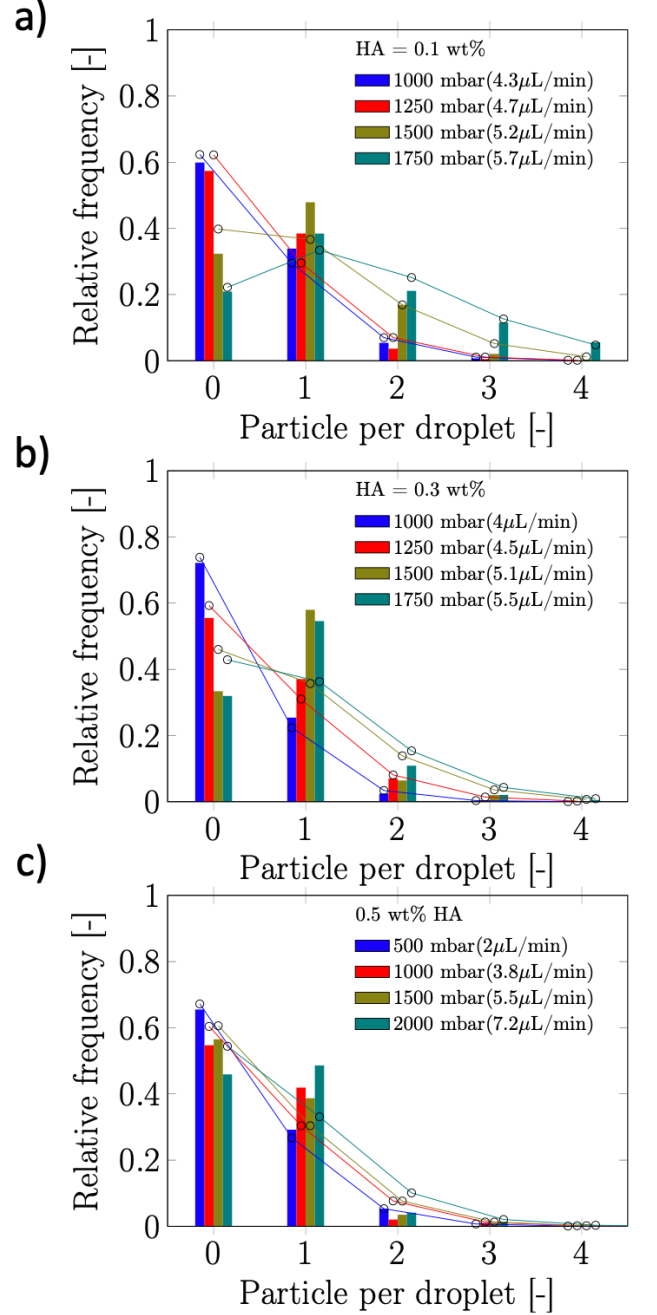 a)
HA = 0.1 wt%
1000 mbar(4.3μL/min)
1250 mbar(4.7μL/min)
1500 mbar(5.2μL/min)
1750 mbar(5.7μL/min)
Relative frequency [-]
1
0.8
0.6
0.4
0.2
0
0 1 2 3 4
Particle per droplet [-]
b)
HA = 0.3 wt%
1000 mbar(4μL/min)
1250 mbar(4.5μL/min)
1500 mbar(5.1μL/min)
1750 mbar(5.5μL/min)
Relative frequency [-]
1
0.8
0.6
0.4
0.2
0
0 1 2 3 4
Particle per droplet [-]
c)
0.5 wt% HA
500 mbar(2μL/min)
1000 mbar(3.8μL/min)
1500 mbar(5.5μL/min)
2000 mbar(7.2μL/min)
Relative frequency [-]
1
0.8
0.6
0.4
0.2
0
0 1 2 3 4
Particle per droplet [-]